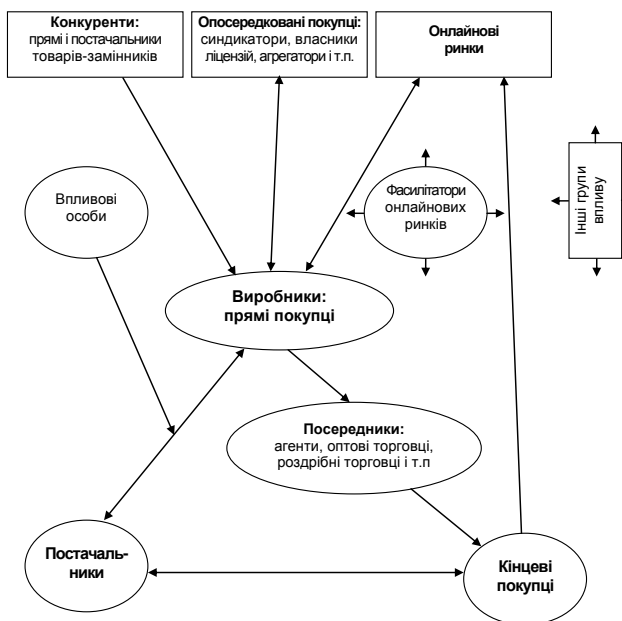 Конкуренти:
прямі і постачальники
товарів-замінників
Опосередковані покупці:
синдикатори, власники
ліцензій, агрегатори і т.п.
Онлайнові
ринки
Впливові
особи
Фасилітатори
онлайнових
ринків
Інші групи
впливу
Виробники:
прямі покупці
Посередники:
агенти, оптові торговці,
роздрібні торговці і т.п
Постачаль-
ники
Кінцеві
покупці